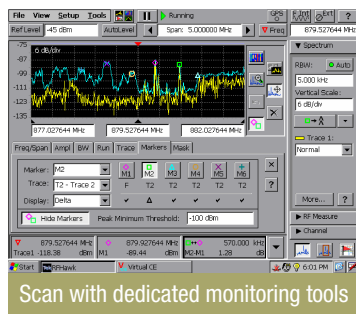 File View Setup Tools Running GPS Int Ext ?
Ref Level -45 dBm AutoLevel Span: 5.000000 MHz Freq 879.527644 MHz
Spectrum
6 dB/div
-75
-87
-99
-111
-123
-135
RBW: Auto
5.000 kHz
Vertical Scale:
6 dB/div
Trace 1:
Normal
877.027644 MHz 879.527644 MHz 882.027644 MHz
Freq/Span Ampl BW Run Trace Markers Mask
Marker: M2 M1 M2 M3 M4 M5 M6
Trace: T2 - Trace 2 F T2 T2 T2 T2 T2
Display: Delta
Hide Markers Peak Minimum Threshold: -100 dBm
More... ?
RF Measure
Channel
879.527644 MHz 879.527644 MHz 570.000 kHz
Trace1 -118.38 dBm M1 -89.44 dBm M2-M1 1.28 dB
Start RFHawk Virtual CE 6:01 PM
Scan with dedicated monitoring tools